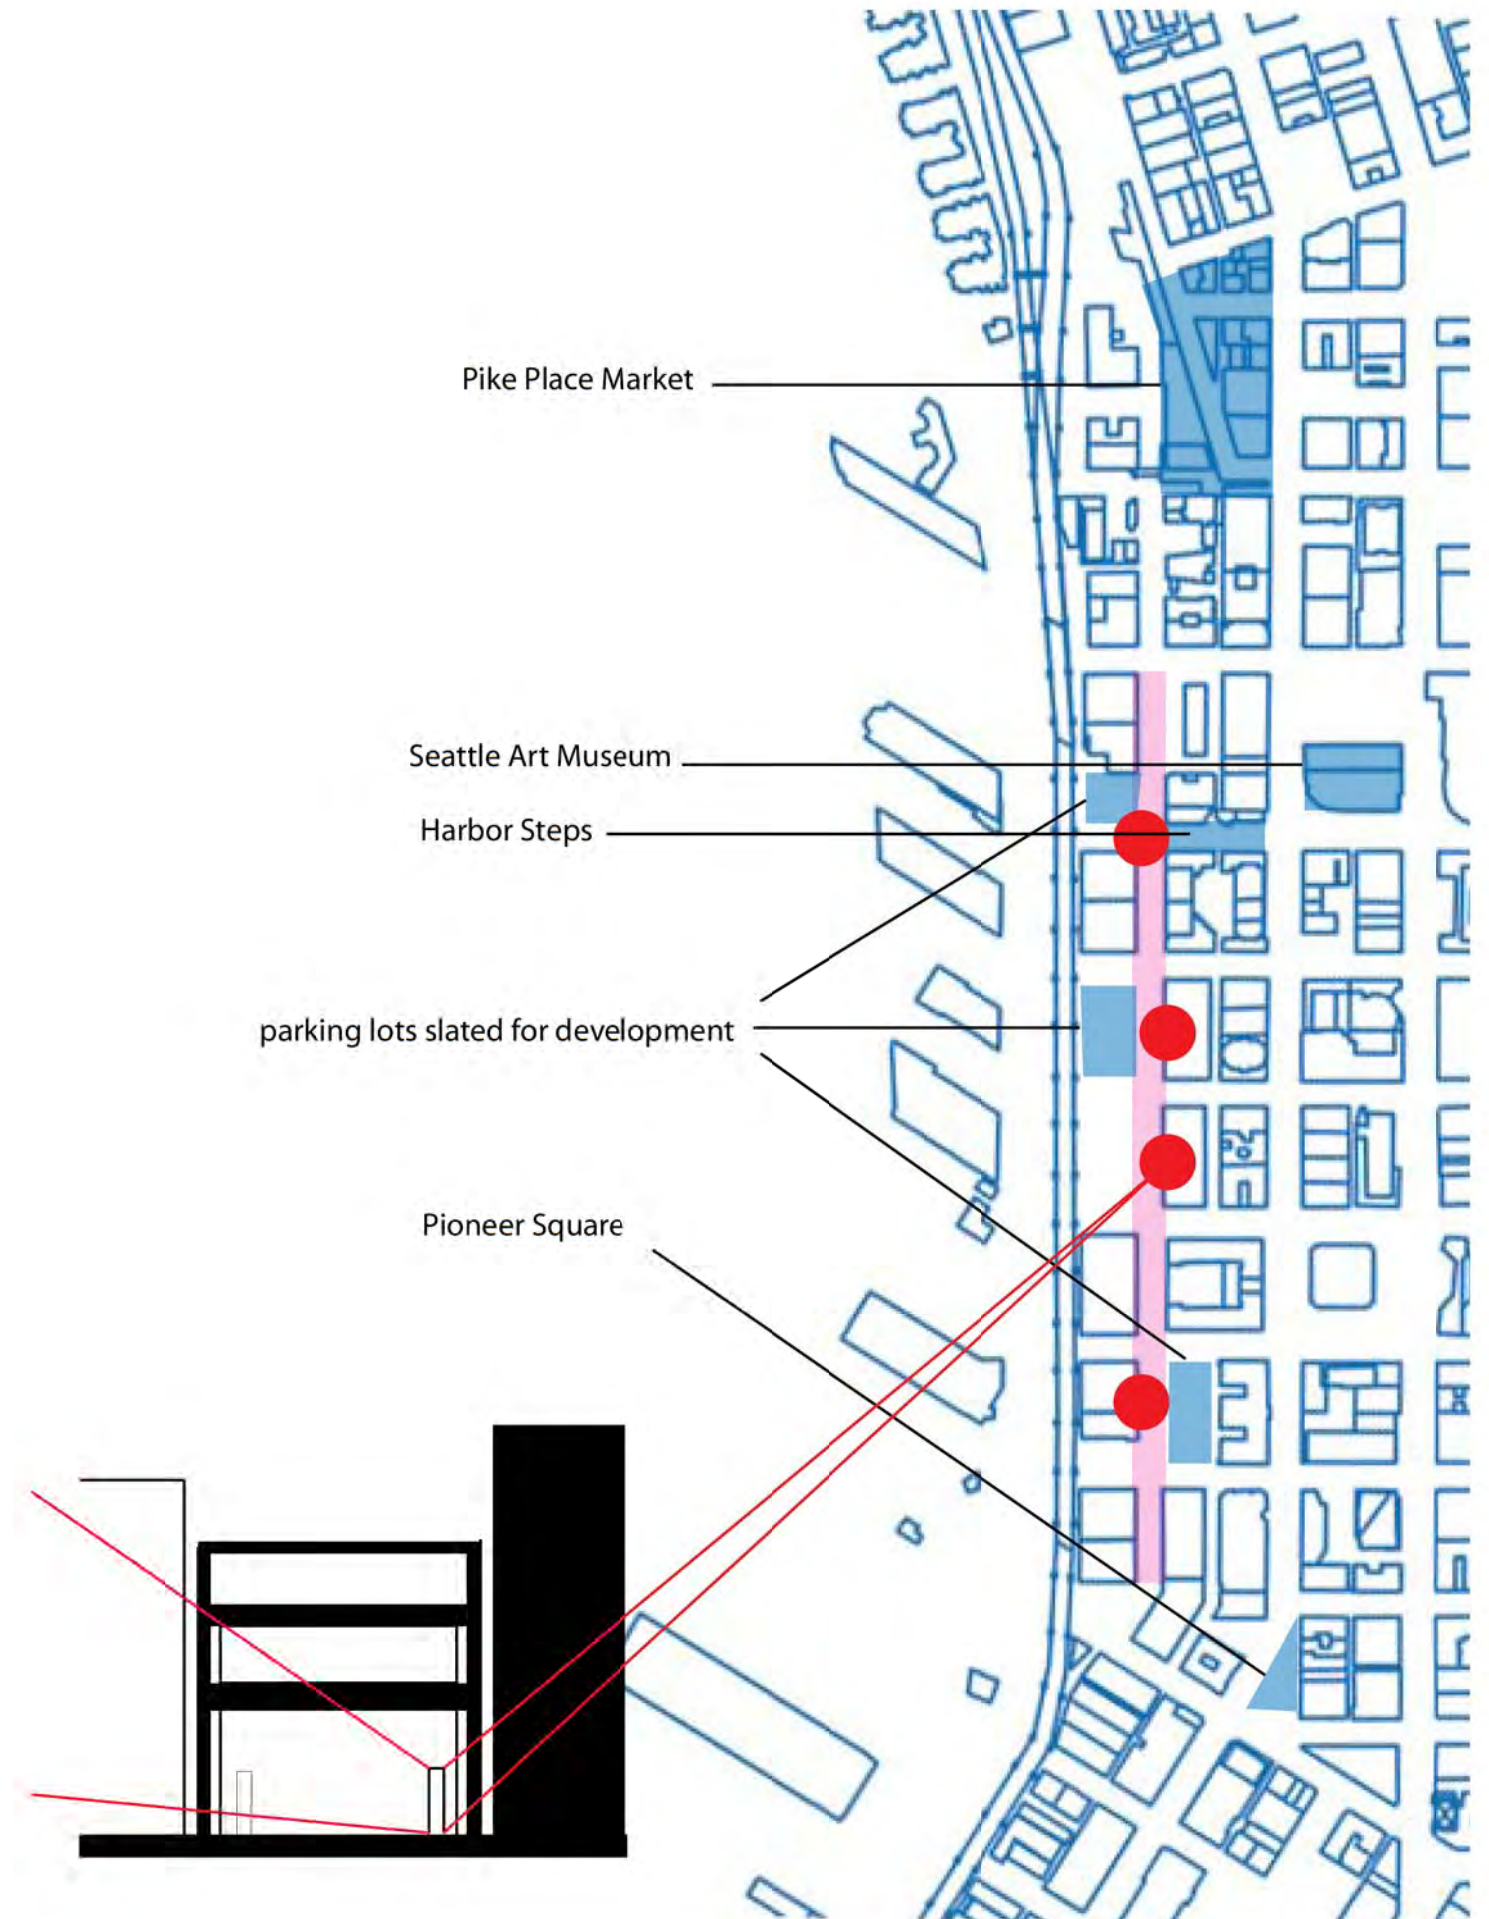 Pike Place Market
Seattle Art Museum
Harbor Steps
parking lots slated for development
Pioneer Square